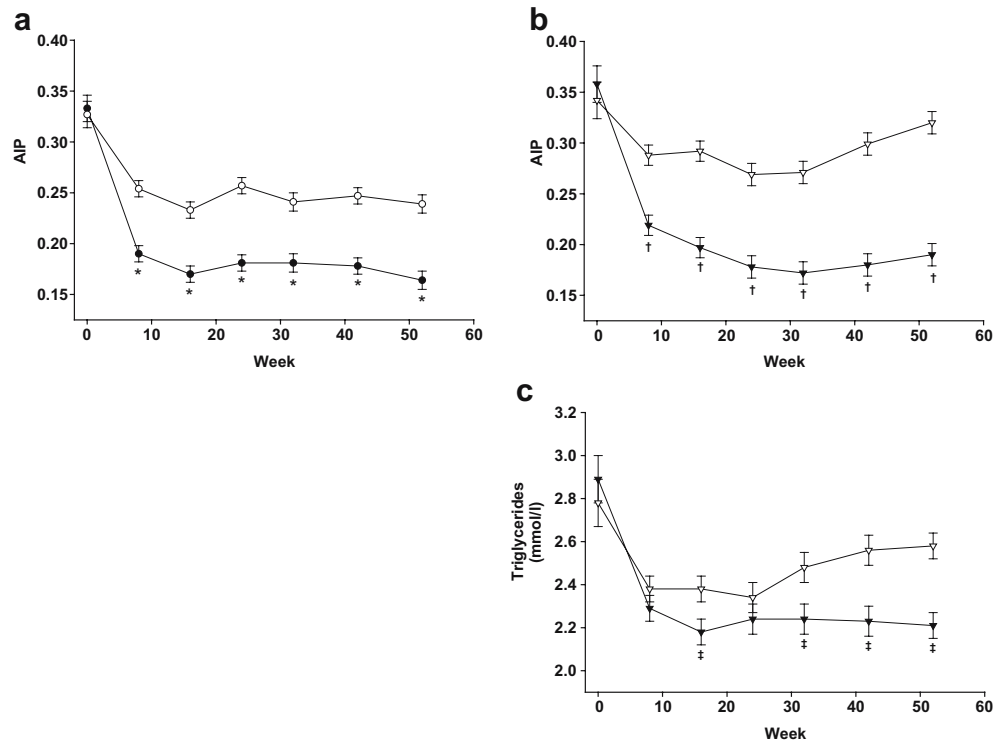 a
0.40
0.35
0.30
0.25
0.20
0.15
AIP
* * * * * *
0 10 20 30 40 50 60
Week
b
0.40
0.35
0.30
0.25
0.20
0.15
AIP
† † † † † †
0 10 20 30 40 50 60
Week
c
3.2
3.0
2.8
2.6
2.4
2.2
2.0
Triglycerides
(mmol/l)
‡ ‡ ‡ ‡
0 10 20 30 40 50 60
Week